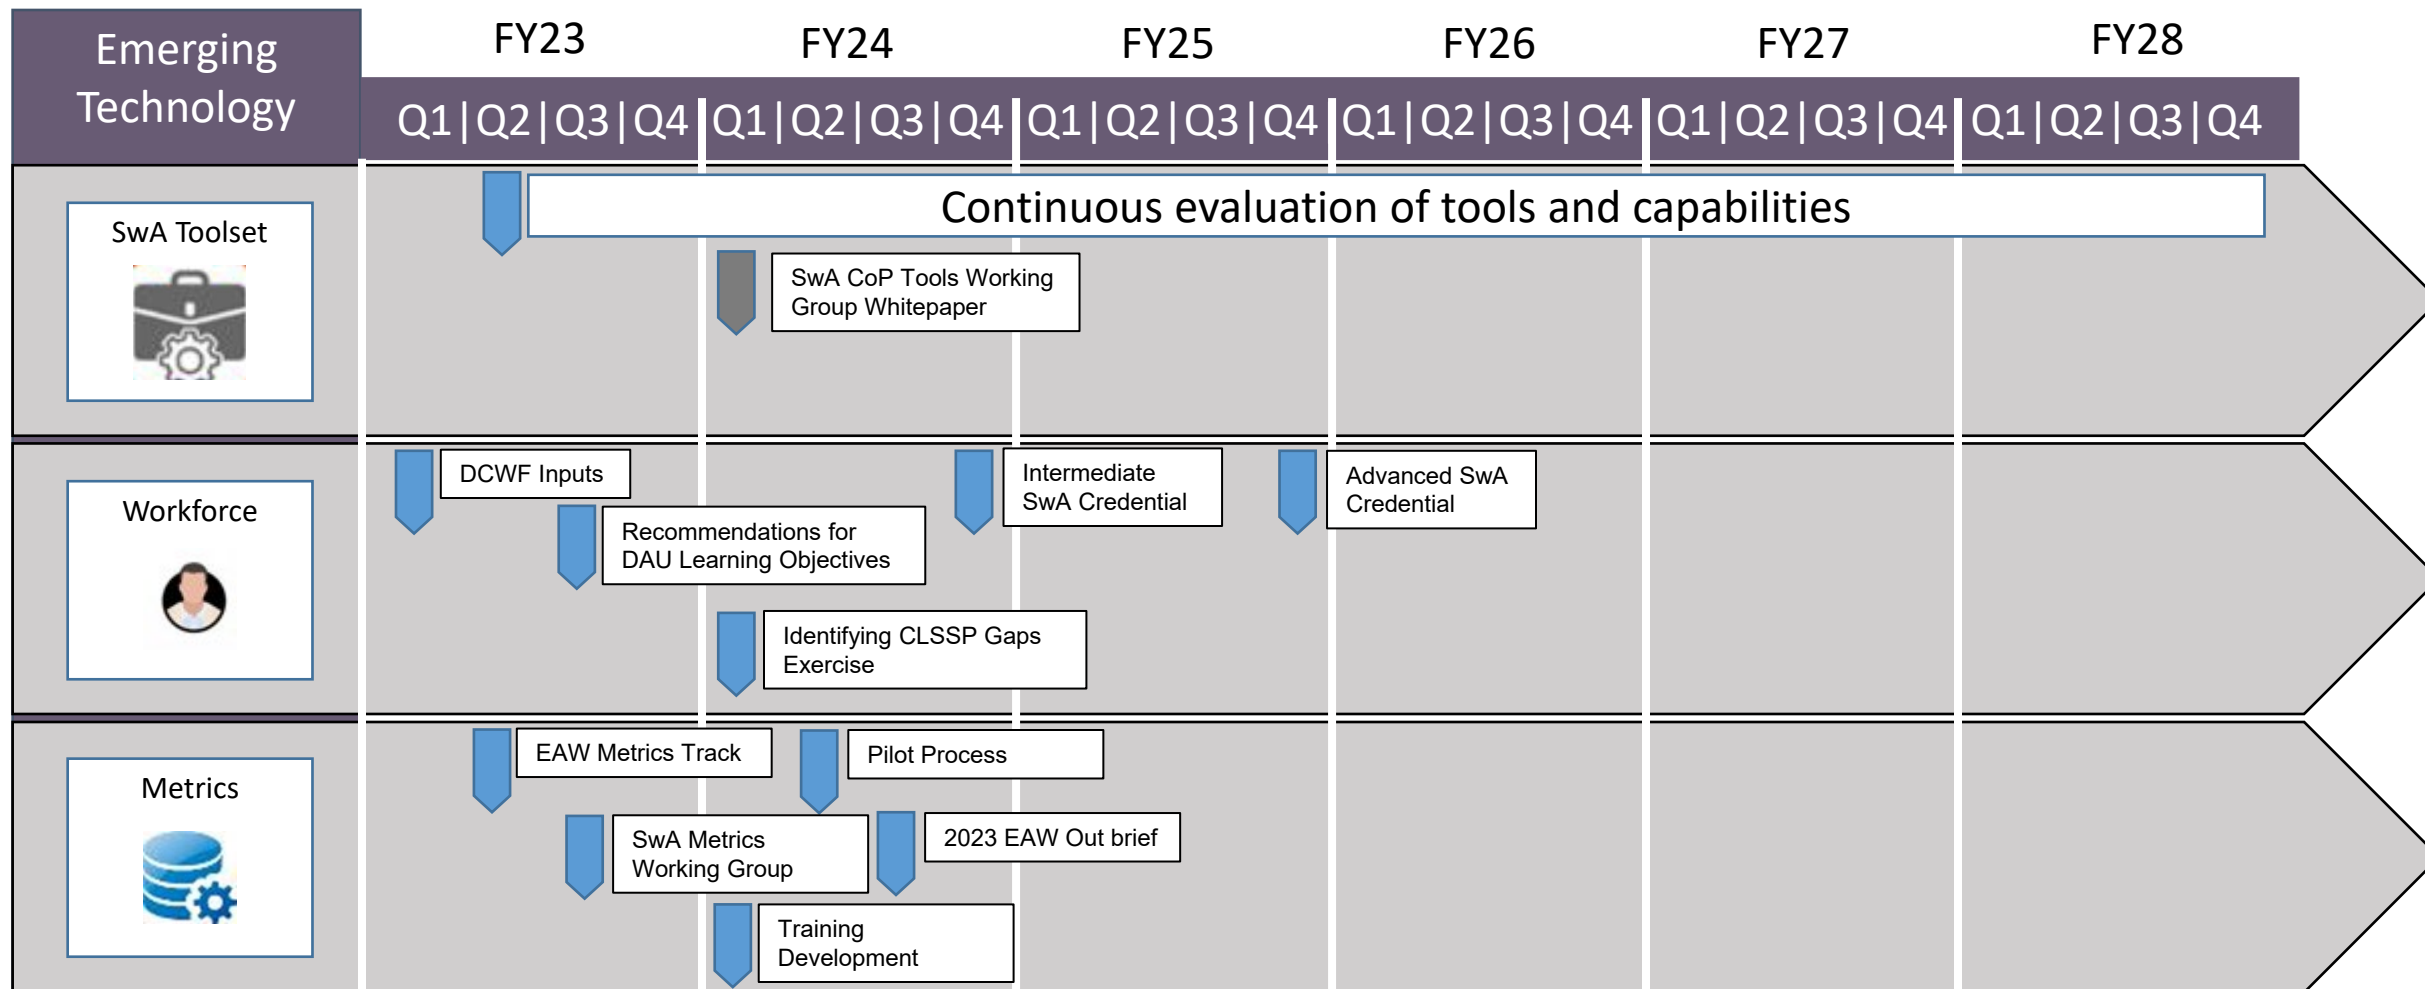 Emerging
Technology
FY23
FY24
FY25
FY26
FY27
FY28
Q1|Q2|Q3|Q4
Q1|Q2|Q3|Q4
Q1|Q2|Q3|Q4
Q1|Q2|Q3|Q4
Q1|Q2|Q3|Q4
Q1|Q2|Q3|Q4
SwA Toolset
Continuous evaluation of tools and capabilities
SwA CoP Tools Working
Group Whitepaper
Workforce
DCWF Inputs
Recommendations for
DAU Learning Objectives
Identifying CLSSP Gaps
Exercise
Intermediate
SwA Credential
Advanced SwA
Credential
Metrics
EAW Metrics Track
Pilot Process
SwA Metrics
Working Group
2023 EAW Out brief
Training
Development